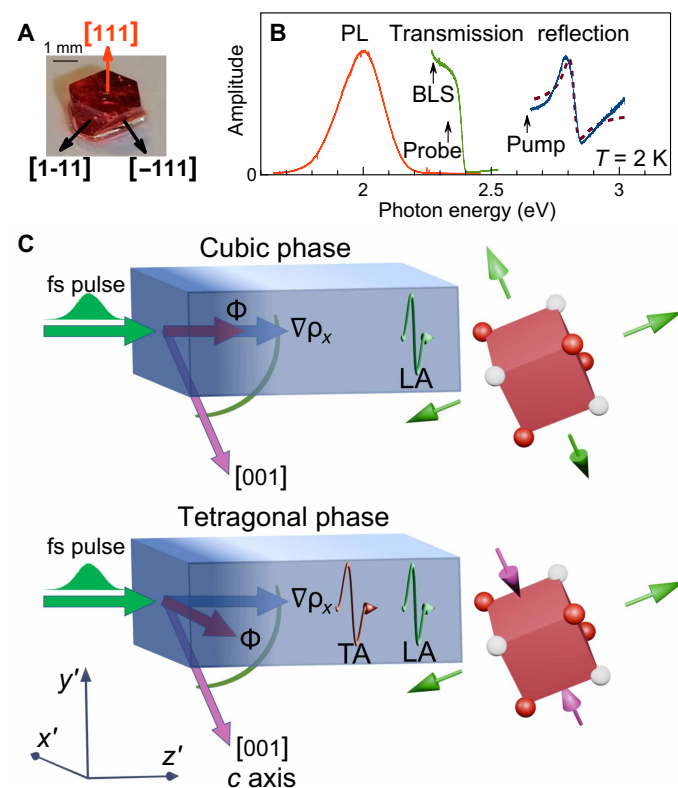 A
[111]
1 mm
[1-11]
[–111]
B
PL Transmission reflection
BLS
Probe
Pump
T = 2 K
Amplitude
0
2
2.5
3
Photon energy (eV)
C
Cubic phase
fs pulse
Φ
∇ρx
LA
[001]
Tetragonal phase
fs pulse
Φ
∇ρx
TA
LA
[001]
c axis
y′
x′
z′